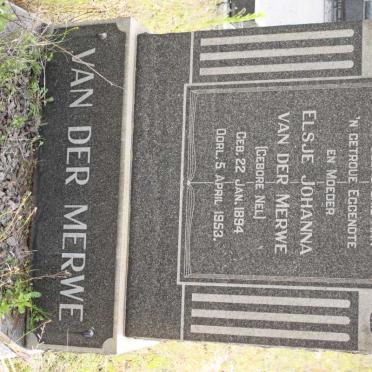 'N GETROUE EGGENOTE
EN MOEDER
ELSJE JOHANNA
VAN DER MERWE
[GEBORE NEL]
GEB. 22 JAN. 1894
OORL. 5 APRIL 1953.
VAN DER MERWE